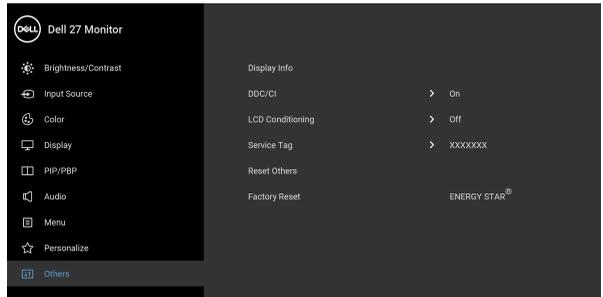 DELL Dell 27 Monitor
Brightness/Contrast
Input Source
Color
Display
PIP/PBP
Audio
Menu
Personalize
Others
Display Info
DDC/CI > On
LCD Conditioning > Off
Service Tag > XXXXXXX
Reset Others
Factory Reset ENERGY STAR®